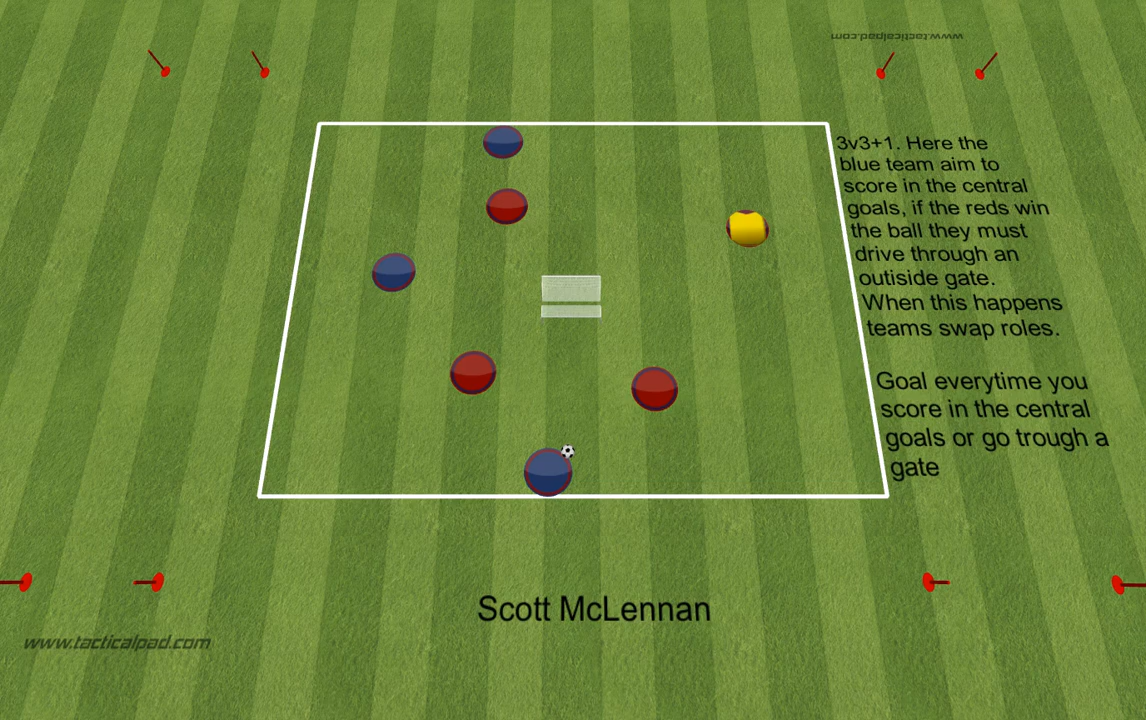 www.tacticalpad.com
3v3+1. Here the
blue team aim to
score in the central
goals, if the reds win
the ball they must
drive through an
outiside gate.
When this happens
teams swap roles.
Goal everytime you
score in the central
goals or go trough a
gate
Scott McLennan
www.tacticalpad.com